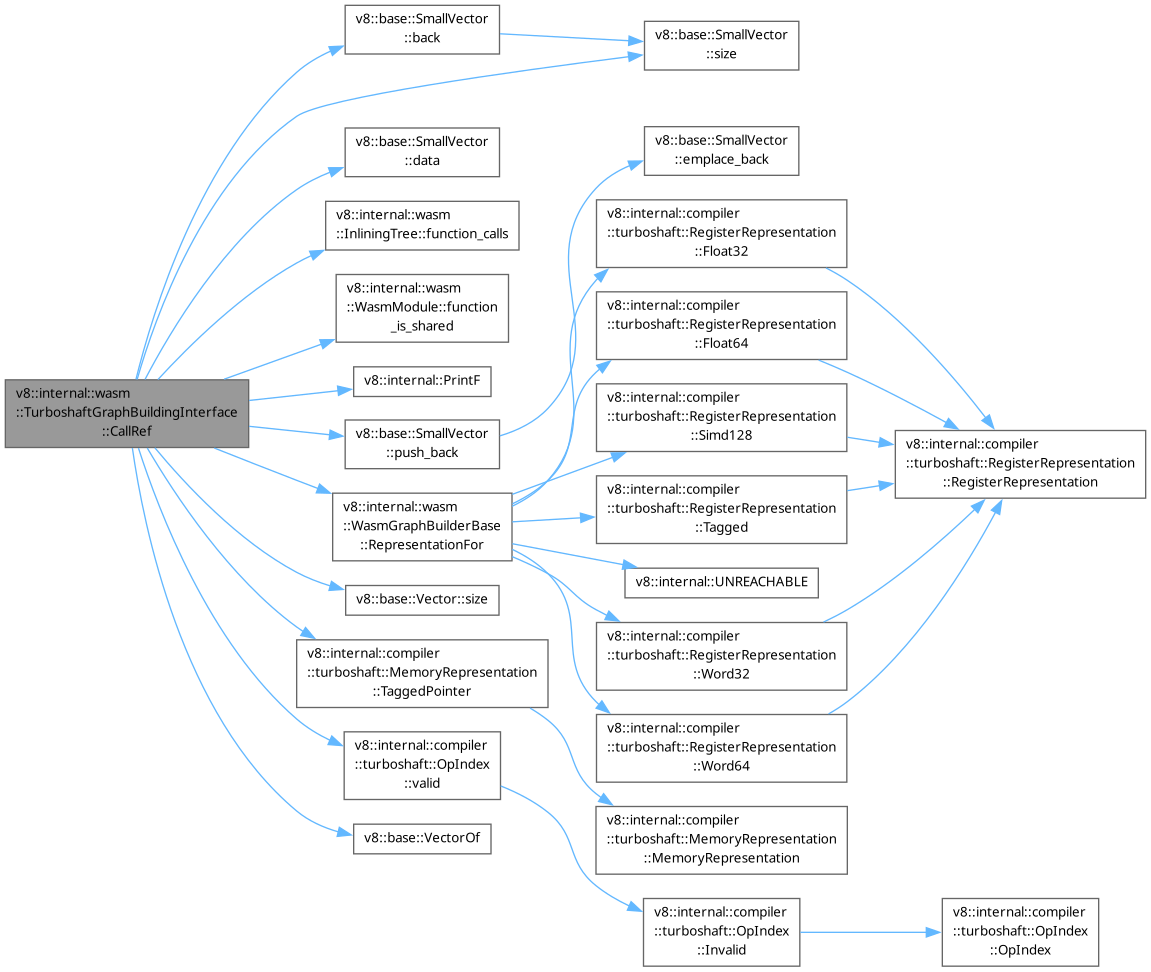 v8::internal::wasm
::TurboshaftGraphBuildingInterface
::CallRef
v8::base::SmallVector
::back
v8::base::SmallVector
::size
v8::base::SmallVector
::data
v8::internal::wasm
::InliningTree::function_calls
v8::internal::wasm
::WasmModule::function
_is_shared
v8::internal::PrintF
v8::base::SmallVector
::push_back
v8::base::SmallVector
::emplace_back
v8::internal::wasm
::WasmGraphBuilderBase
::RepresentationFor
v8::internal::compiler
::turboshaft::RegisterRepresentation
::Float32
v8::internal::compiler
::turboshaft::RegisterRepresentation
::Float64
v8::internal::compiler
::turboshaft::RegisterRepresentation
::Simd128
v8::internal::compiler
::turboshaft::RegisterRepresentation
::Tagged
v8::internal::UNREACHABLE
v8::internal::compiler
::turboshaft::RegisterRepresentation
::Word32
v8::internal::compiler
::turboshaft::RegisterRepresentation
::Word64
v8::internal::compiler
::turboshaft::RegisterRepresentation
::RegisterRepresentation
v8::base::Vector::size
v8::internal::compiler
::turboshaft::MemoryRepresentation
::TaggedPointer
v8::internal::compiler
::turboshaft::MemoryRepresentation
::MemoryRepresentation
v8::internal::compiler
::turboshaft::OpIndex
::valid
v8::internal::compiler
::turboshaft::OpIndex
::Invalid
v8::internal::compiler
::turboshaft::OpIndex
::OpIndex
v8::base::VectorOf